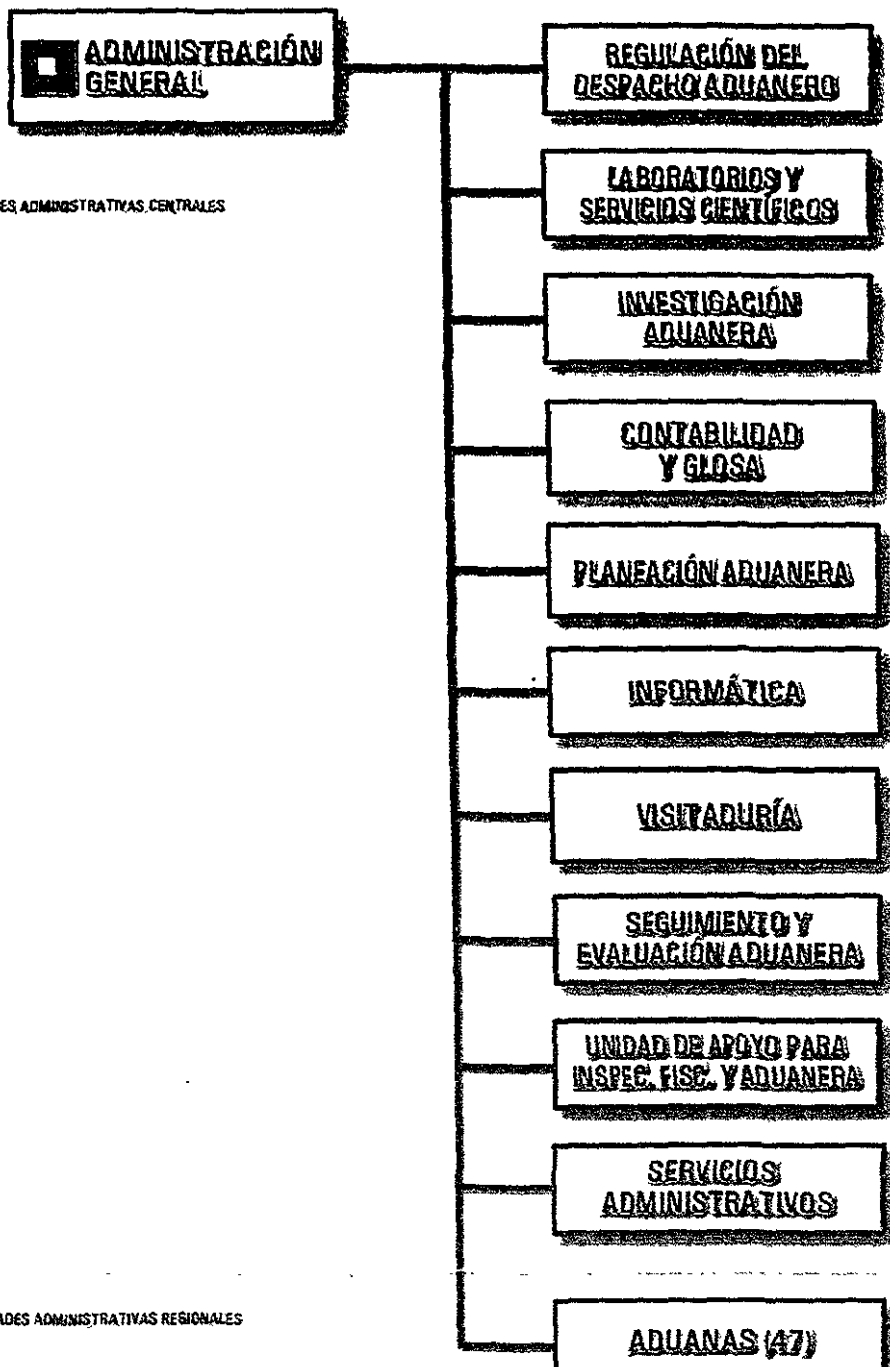 ADMINISTRACIÓN
GENERAL
REGULACIÓN DEL
DESPACHO ADUANERO
ES ADMINISTRATIVAS CENTRALES
LABORATORIOS Y
SERVICIOS CIENTÍFICOS
INVESTIGACIÓN
ADUANERA
CONTABILIDAD
Y GLOSA
PLANEACIÓN ADUANERA
INFORMÁTICA
VISITADURÍA
SEGUIMIENTO Y
EVALUACIÓN ADUANERA
UNIDAD DE APOYO PARA
INSPEC. FISC. Y ADUANERA
SERVICIOS
ADMINISTRATIVOS
ADES ADMINISTRATIVAS REGIONALES
ADUANAS (47)